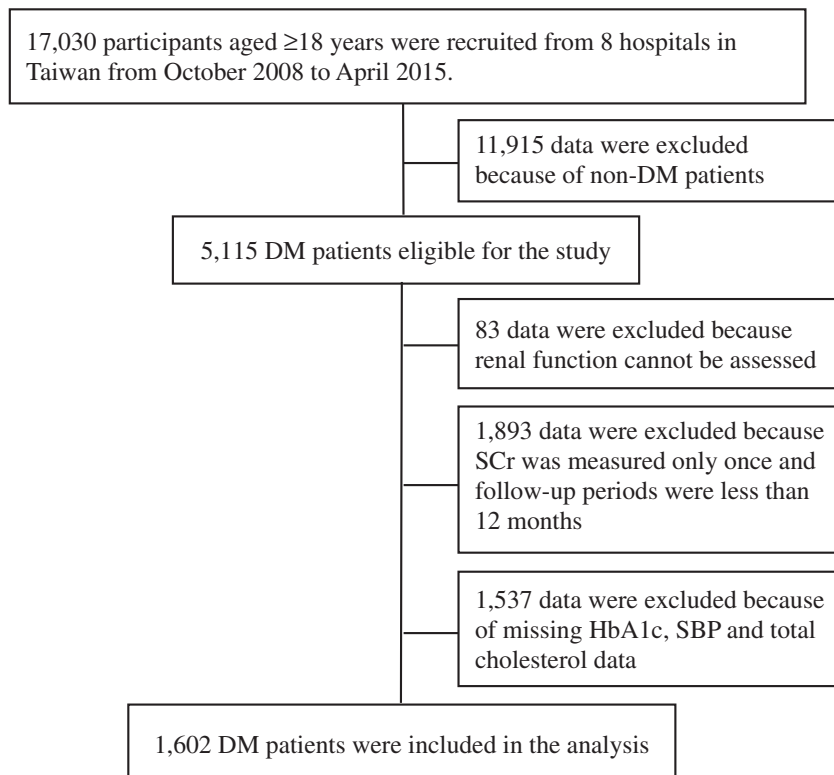 17,030 participants aged ≥18 years were recruited from 8 hospitals in
Taiwan from October 2008 to April 2015.
11,915 data were excluded
because of non-DM patients
5,115 DM patients eligible for the study
83 data were excluded because
renal function cannot be assessed
1,893 data were excluded because
SCr was measured only once and
follow-up periods were less than
12 months
1,537 data were excluded because
of missing HbA1c, SBP and total
cholesterol data
1,602 DM patients were included in the analysis